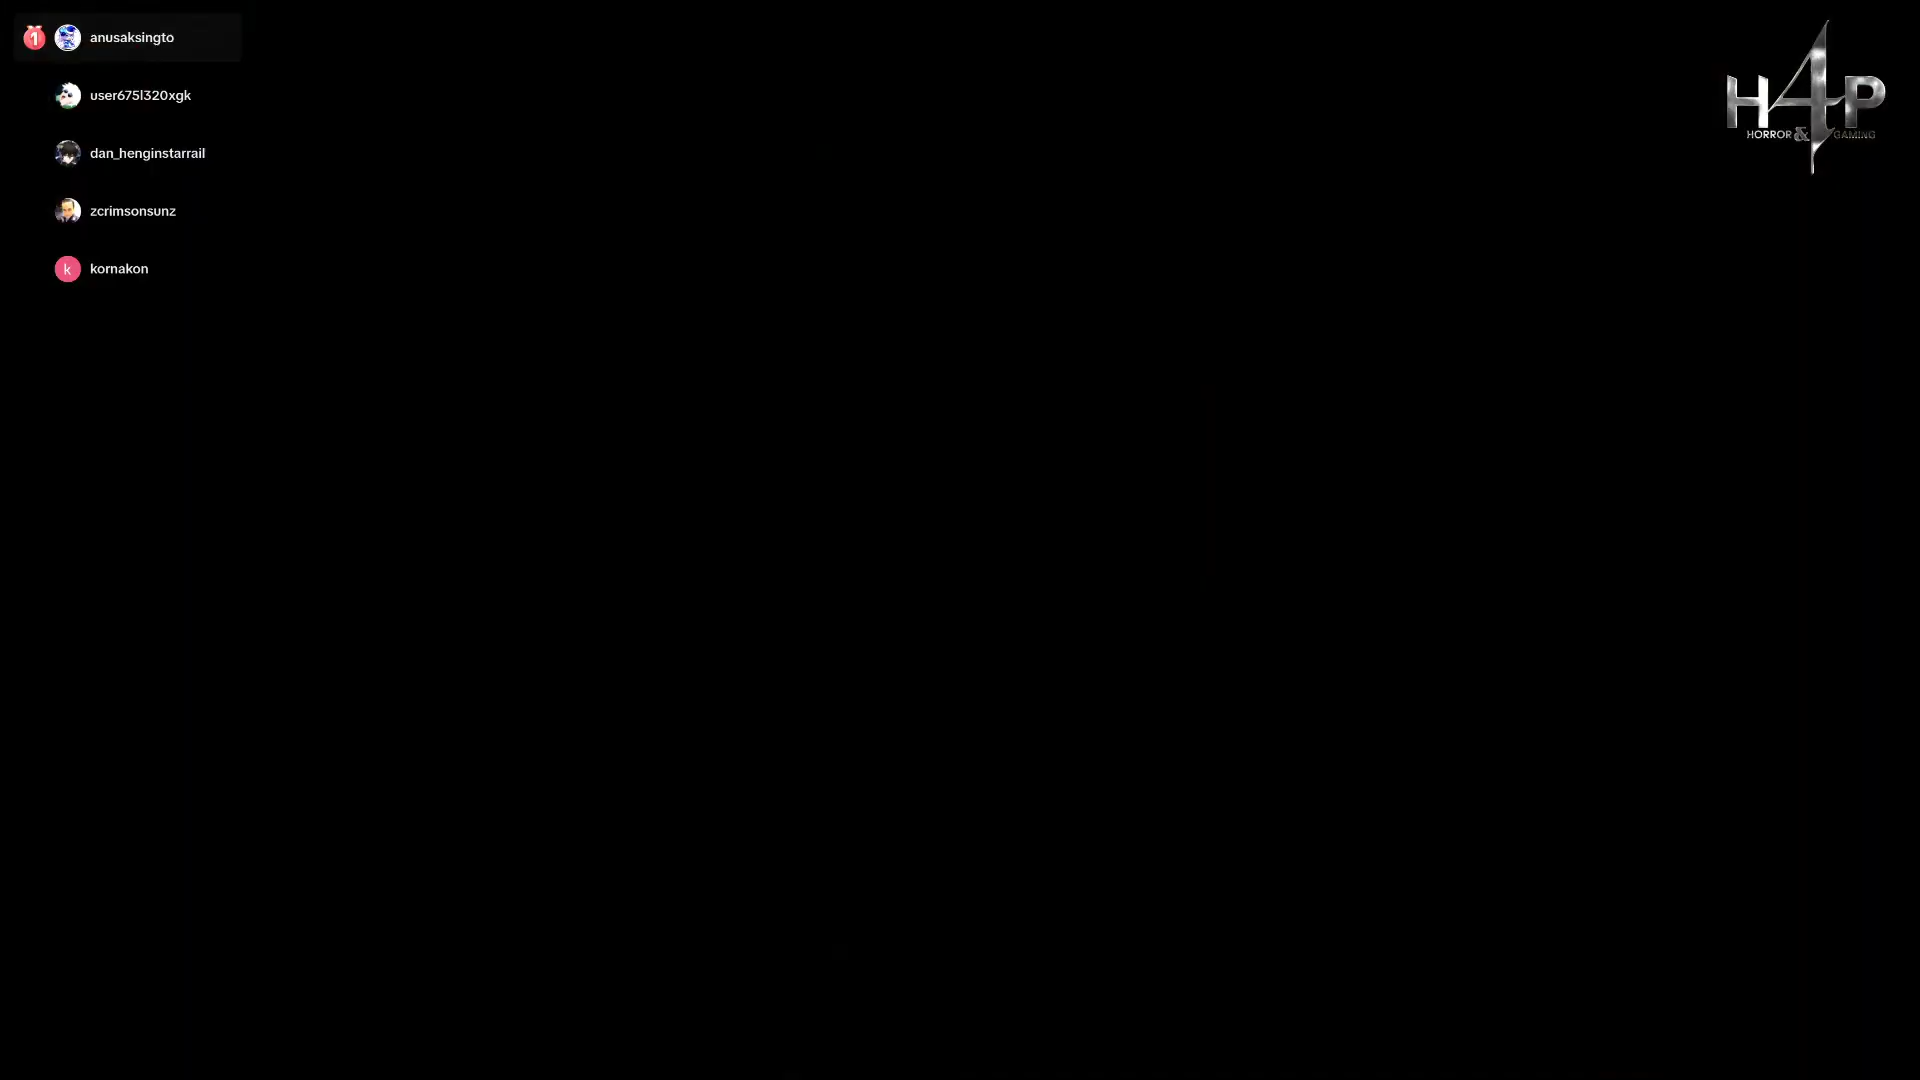 1
anusaksingto
user675l320xgk
dan_henginstarrail
zcrimsonsunz
k
kornakon
H4P
HORROR & GAMING